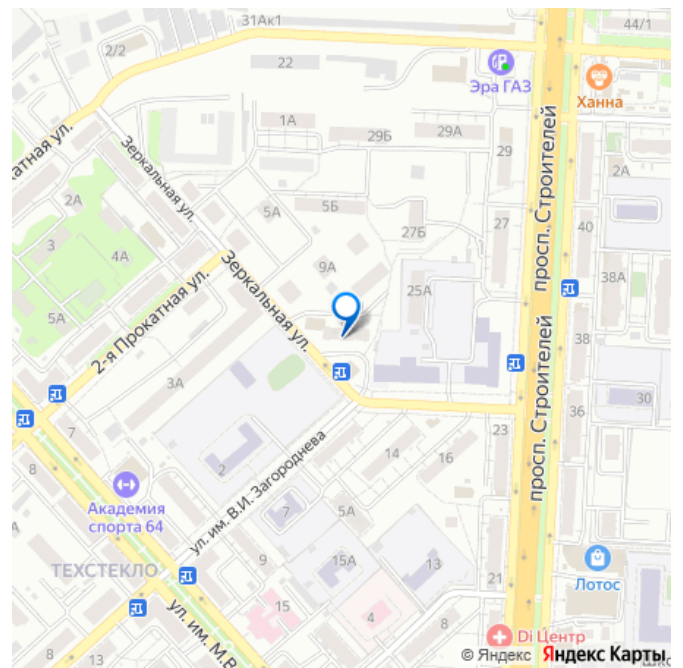 31Ак1
44/1
2/2
22
Эра ГАЗ
Ханна
1А
29Б
29А
29
просп. Строителей
катная ул.
Зеркальная ул.
2А
2А
5А
5Б
27Б
27
40
3
4А
9А
25А
38А
5А
2-я Прокатная ул.
Зеркальная ул.
просп. Строителей
38
3А
30
36
7
23
8
2
14
16
Академия
спорта 64
ул. им. В.И. Загороднева
7
5А
ТЕХСТЕКЛО
9
15А
13
Лотос
21
15
4
8
ул. им. М.В
8
13
Di Центр
© Яндекс Яндекс Карты